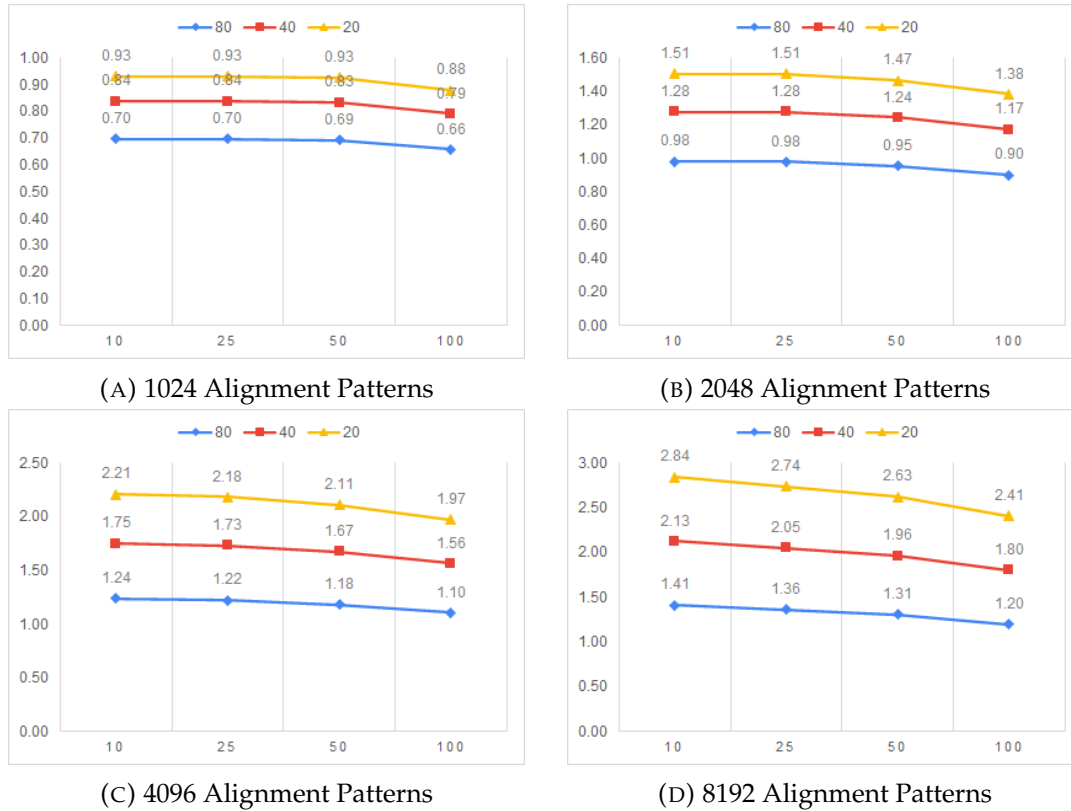 80 40 20
1.00
0.90
0.80
0.70
0.60
0.50
0.40
0.30
0.20
0.10
0.00
0.93 0.93 0.93 0.88
0.84 0.84 0.83 0.79
0.70 0.70 0.69 0.66
10 25 50 100
(A) 1024 Alignment Patterns
80 40 20
1.60
1.40
1.20
1.00
0.80
0.60
0.40
0.20
0.00
1.51 1.51 1.47 1.38
1.28 1.28 1.24 1.17
0.98 0.98 0.95 0.90
10 25 50 100
(B) 2048 Alignment Patterns
80 40 20
2.50
2.00
1.50
1.00
0.50
0.00
2.21 2.18 2.11 1.97
1.75 1.73 1.67 1.56
1.24 1.22 1.18 1.10
10 25 50 100
(C) 4096 Alignment Patterns
80 40 20
3.00
2.50
2.00
1.50
1.00
0.50
0.00
2.84 2.74 2.63 2.41
2.13 2.05 1.96 1.80
1.41 1.36 1.31 1.20
10 25 50 100
(D) 8192 Alignment Patterns